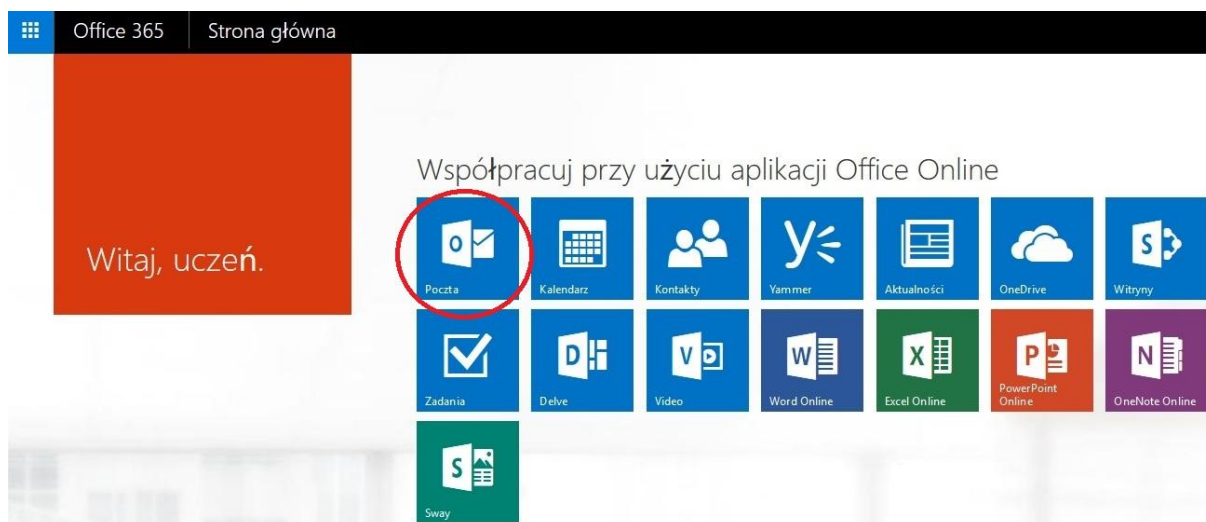 Office 365 Strona główna
Witaj, uczeń.
Współpracuj przy użyciu aplikacji Office Online
Poczta Kalendarz Kontakty Yammer Aktualności OneDrive Witryny
Zadania Delve Video Word Online Excel Online PowerPoint Online OneNote Online
Sway